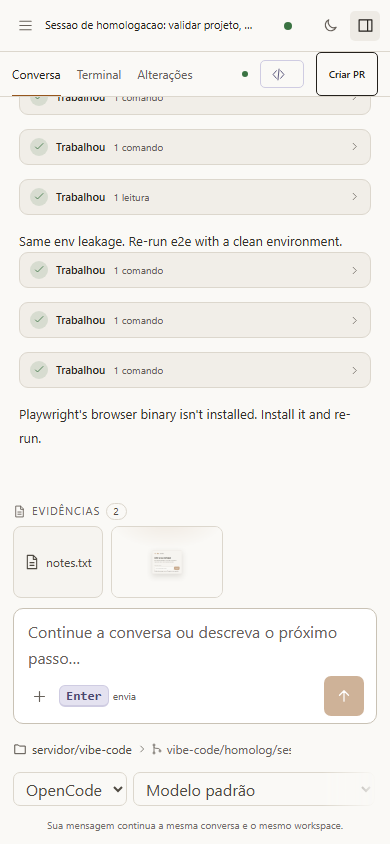 Sessao de homologacao: validar projeto, ...
Conversa
Terminal
Alterações
Criar PR
Trabalhou 1 comando
Trabalhou 1 comando
Trabalhou 1 leitura
Same env leakage. Re-run e2e with a clean environment.
Trabalhou 1 comando
Trabalhou 1 comando
Trabalhou 1 comando
Playwright's browser binary isn't installed. Install it and re-
run.
EVIDÊNCIAS 2
notes.txt
Continue a conversa ou descreva o próximo
passo...
Enter envia
servidor/vibe-code
vibe-code/homolog/ses
OpenCode
Modelo padrão
Sua mensagem continua a mesma conversa e o mesmo workspace.